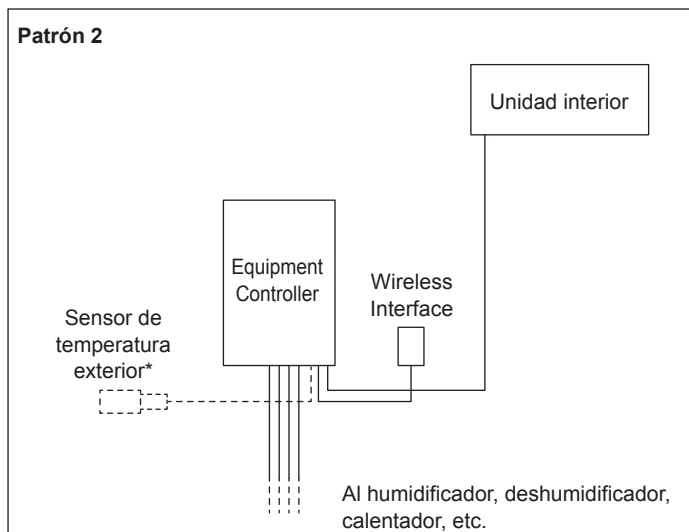 Patrón 2
Unidad interior
Equipment
Controller
Wireless
Interface
Sensor de
temperatura
exterior*
Al humidificador, deshumidificador,
calentador, etc.